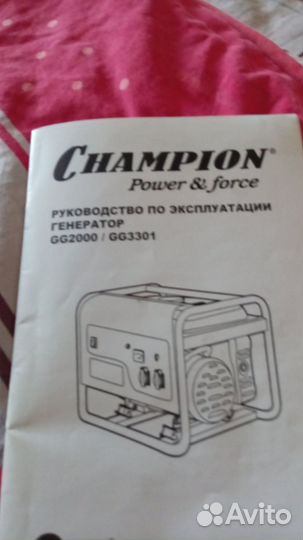 CHAMPION®
Power & force
РУКОВОДСТВО ПО ЭКСПЛУАТАЦИИ
ГЕНЕРАТОР
GG2000 / GG3301
Avito